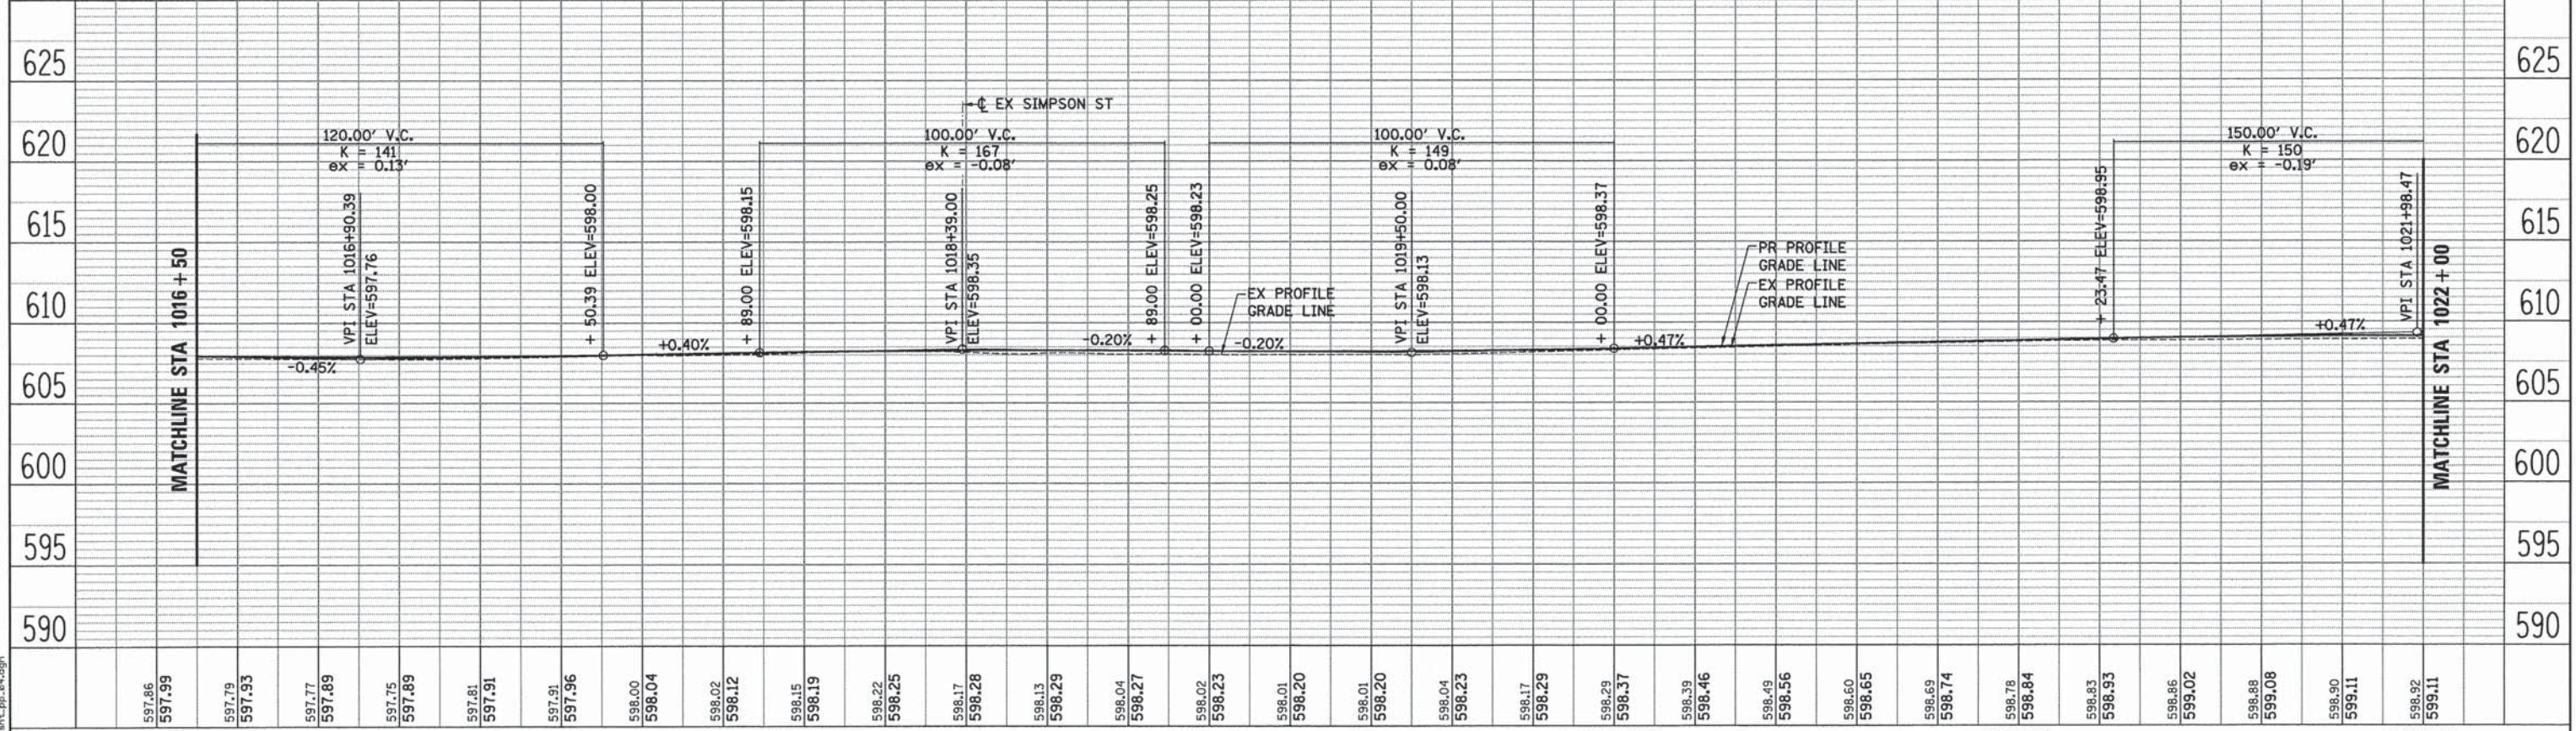 625
620
615
610
605
600
595
590
MATCHLINE STA 1016+50
120.00' V.C.
K = 141
ex = 0.13'
VPI STA 1016+90.39
ELEV=597.76
-0.45%
+ 50.39 ELEV=598.00
+0.40%
+ 89.00 ELEV=598.15
℄ EX SIMPSON ST
100.00' V.C.
K = 167
ex = -0.08'
VPI STA 1018+39.00
ELEV=598.35
-0.20%
+ 89.00 ELEV=598.25
+ 00.00 ELEV=598.23
-0.20%
EX PROFILE
GRADE LINE
100.00' V.C.
K = 149
ex = 0.08'
VPI STA 1019+50.00
ELEV=598.13
+ 00.00 ELEV=598.37
+0.47%
PR PROFILE
GRADE LINE
EX PROFILE
GRADE LINE
+ 23.47 ELEV=598.95
150.00' V.C.
K = 150
ex = -0.19'
+0.47%
VPI STA 1021+98.47
MATCHLINE STA 1022+00
625
620
615
610
605
600
595
590
597.86
597.99
597.79
597.93
597.77
597.89
597.75
597.89
597.81
597.91
597.91
597.96
598.00
598.04
598.02
598.12
598.15
598.19
598.22
598.25
598.17
598.28
598.13
598.29
598.04
598.27
598.02
598.23
598.01
598.20
598.01
598.20
598.04
598.23
598.17
598.29
598.29
598.37
598.39
598.46
598.49
598.56
598.60
598.65
598.69
598.74
598.78
598.84
598.83
598.93
598.86
599.02
598.88
599.08
598.90
599.11
598.92
599.11